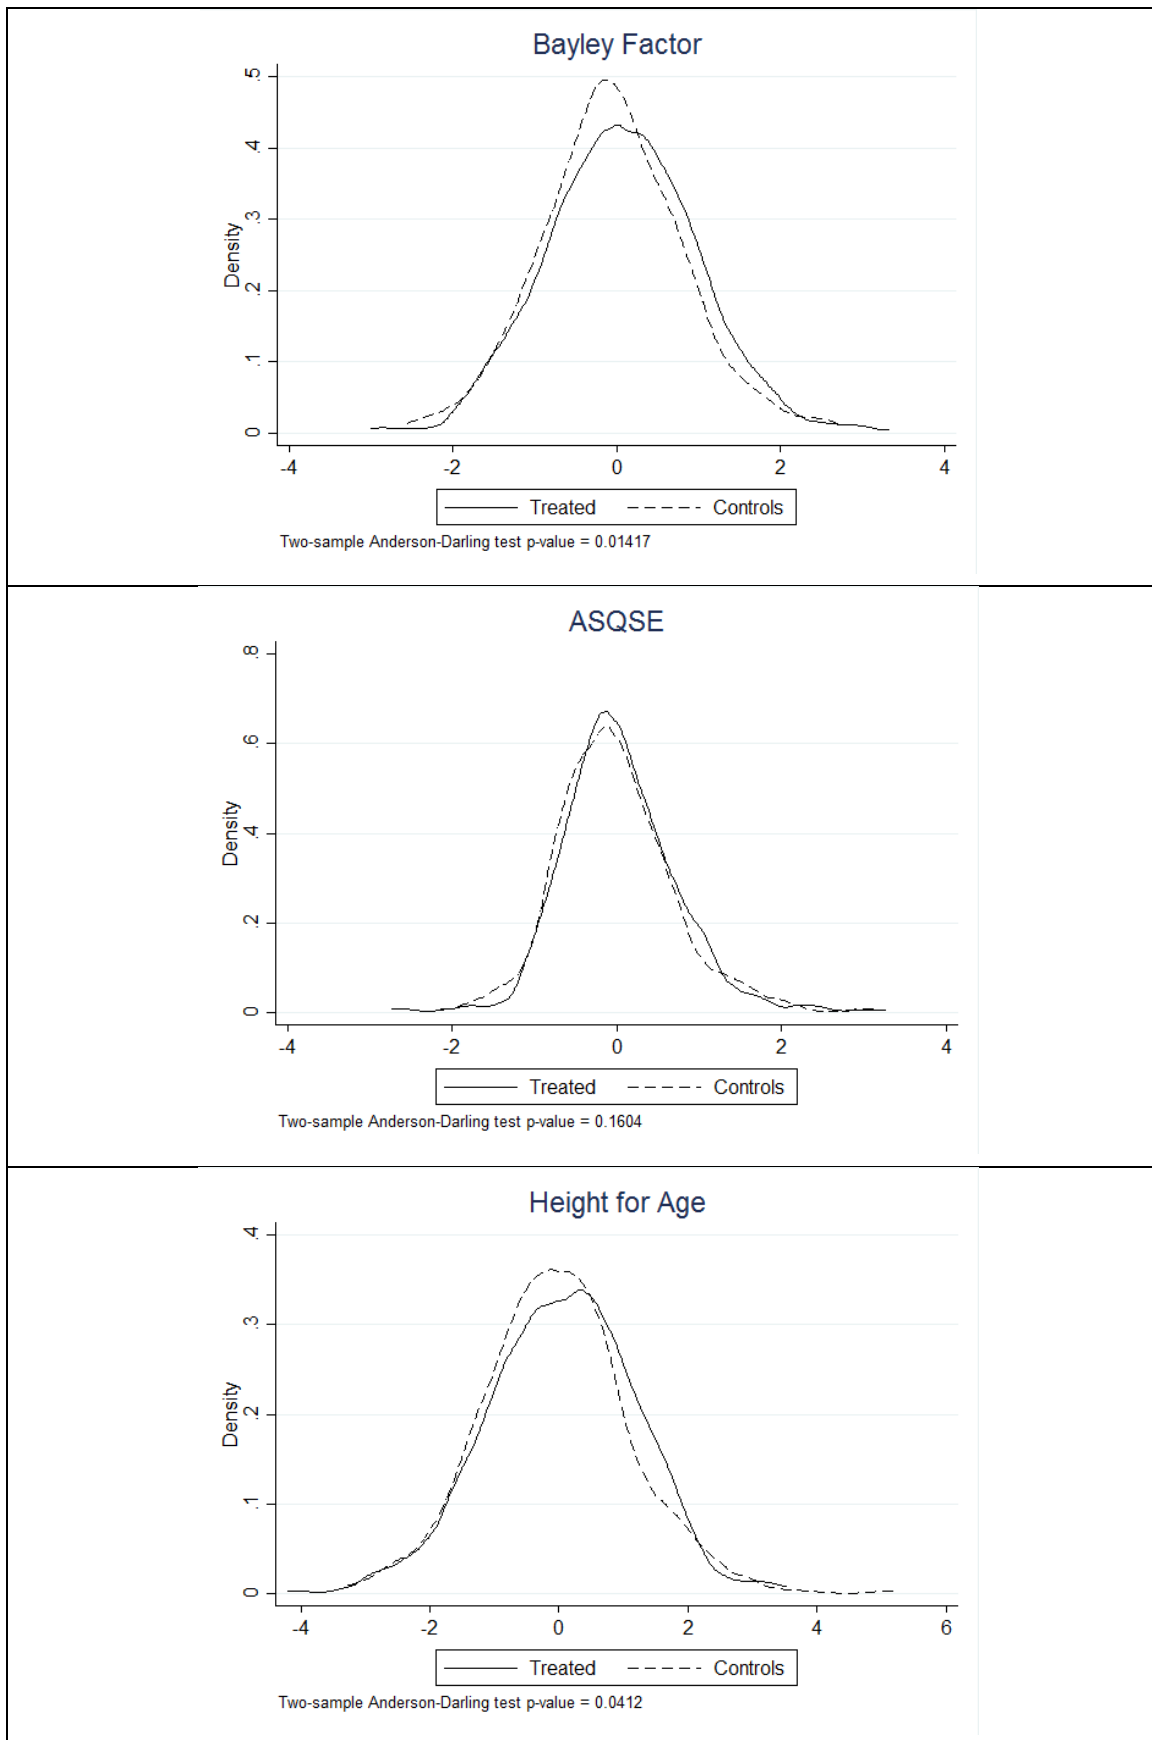 Bayley Factor
.5
.4
.3
.2
.1
0
Density
-4 -2 0 2 4
Treated Controls
Two-sample Anderson-Darling test p-value = 0.01417
ASQSE
.8
.6
.4
.2
0
Density
-4 -2 0 2 4
Treated Controls
Two-sample Anderson-Darling test p-value = 0.1604
Height for Age
.4
.3
.2
.1
0
Density
-4 -2 0 2 4 6
Treated Controls
Two-sample Anderson-Darling test p-value = 0.0412